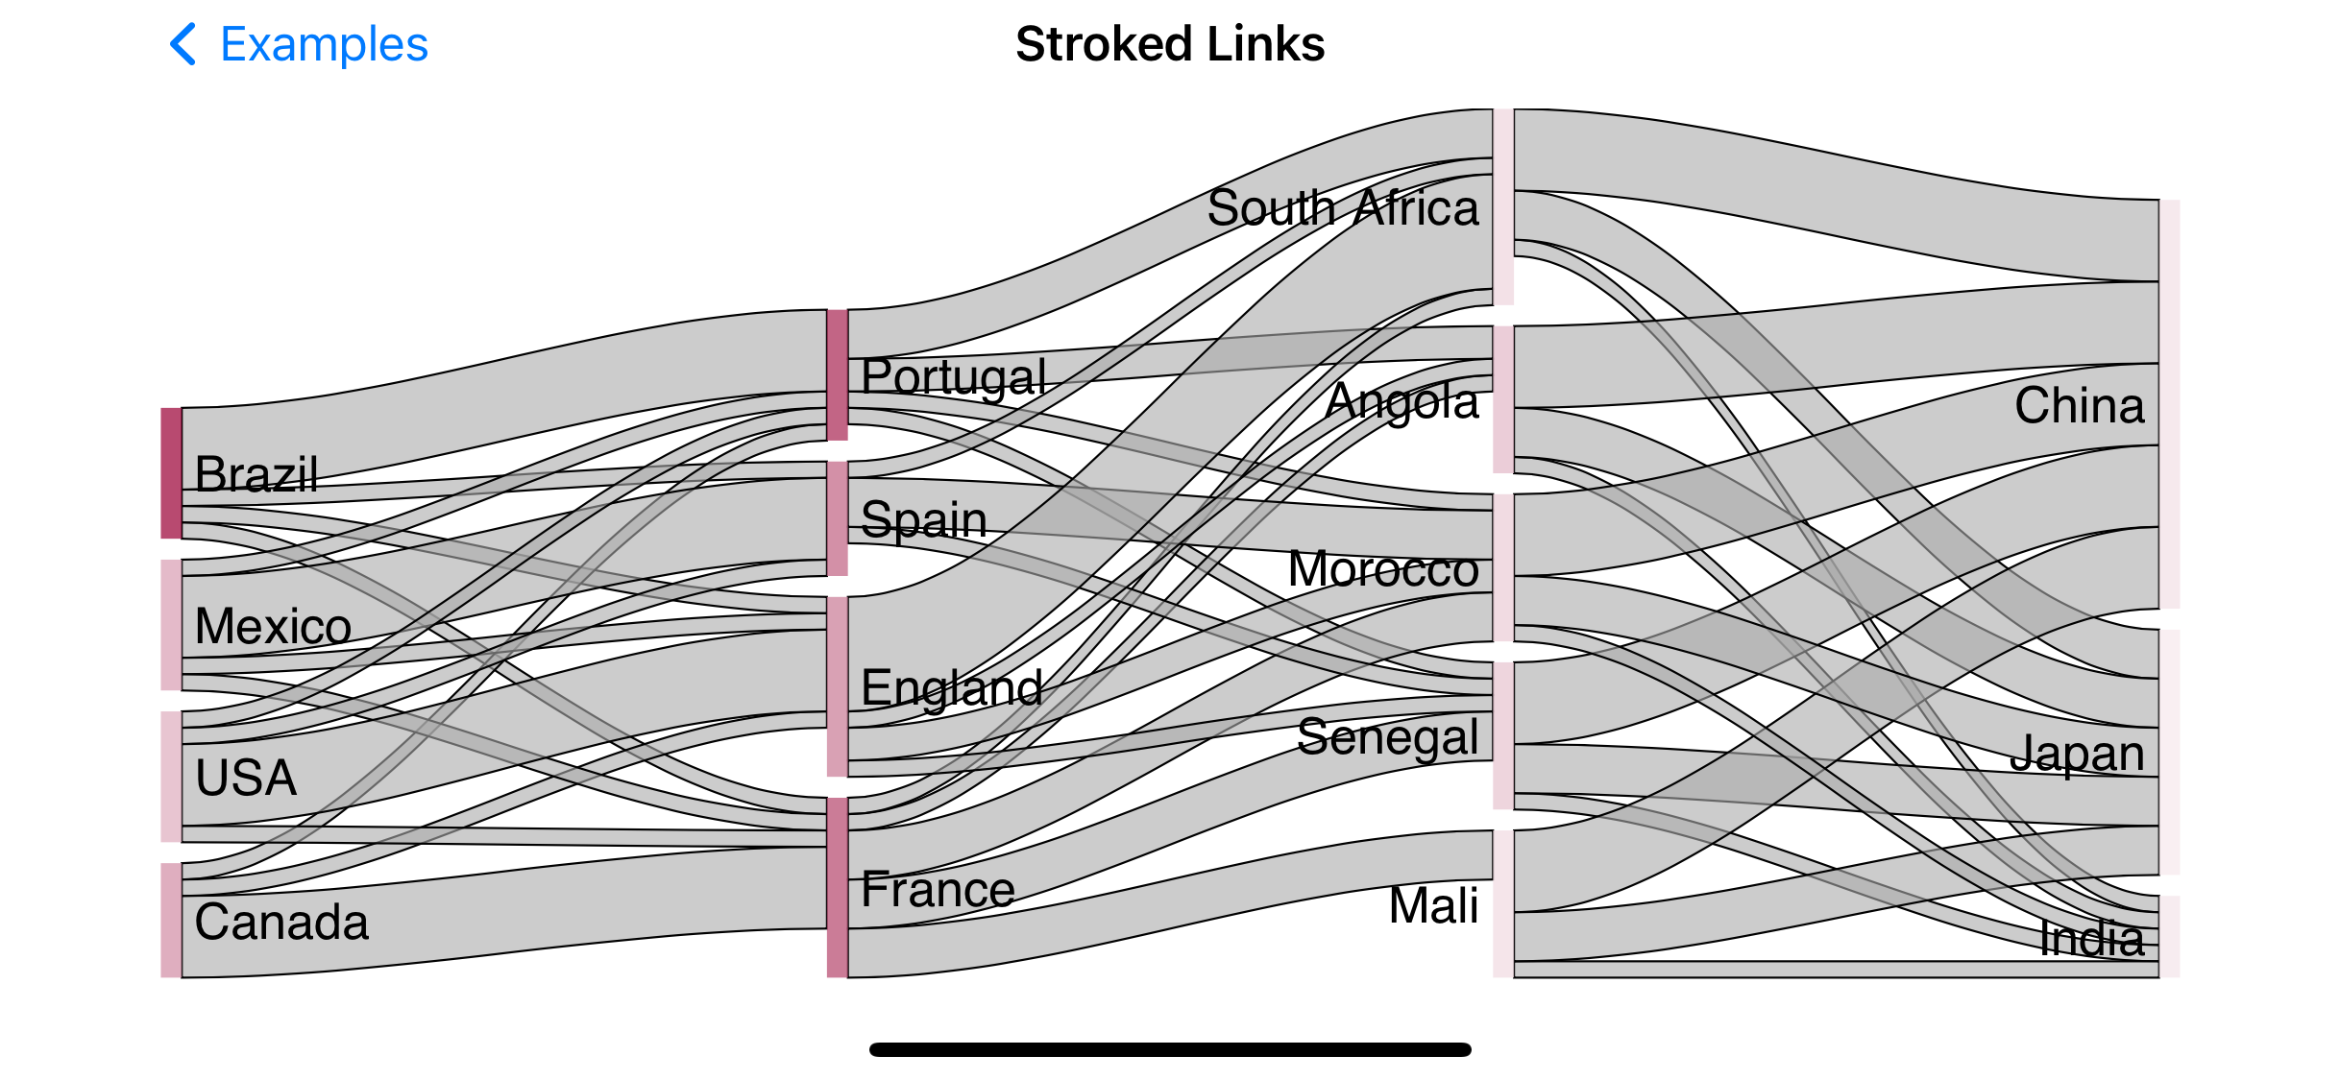 Examples
Stroked Links
Brazil
Mexico
USA
Canada
Portugal
Spain
England
France
South Africa
Angola
Morocco
Senegal
Mali
China
Japan
India